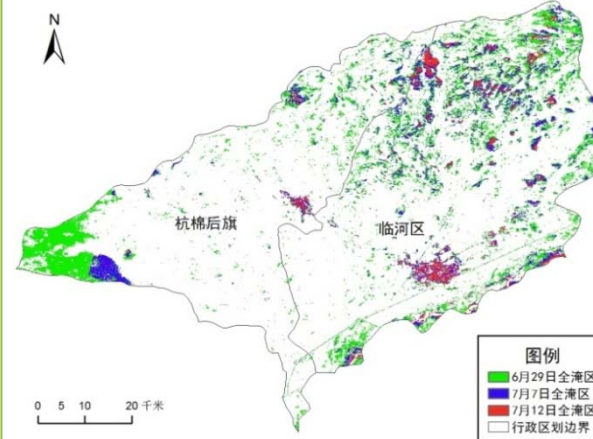 N
杭棉后旗
临河区
图例
6月29日全淹区
7月7日全淹区
7月12日全淹区
行政区划边界
0 5 10 20 千米